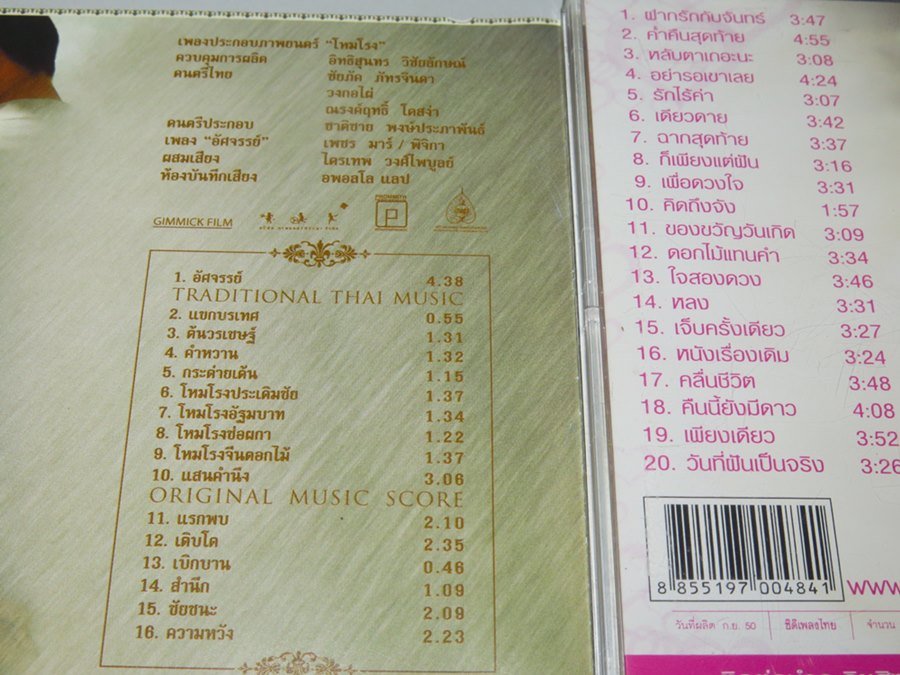 เพลงประกอบภาพยนตร์ "โหมโรง"
ควบคุมการผลิต อิทธิสุนทร วิชัยลักษณ์
ดนตรีไทย ชัยภัค ภัทรจินดา
วงกอไผ่
ณรงค์ฤทธิ์ โตสง่า
ดนตรีประกอบ ชาติชาย พงษ์ประภาพันธ์
เพลง "อัศจรรย์" เพชร มาร์ / พิจิกา
ผสมเสียง ไตรเทพ วงศ์ไพบูลย์
ห้องบันทึกเสียง อพอลโล แลป
GIMMICK FILM
1. อัศจรรย์ 4.38
TRADITIONAL THAI MUSIC
2. แขกบรเทศ 0.55
3. ต้นวรเชษฐ์ 1.31
4. คำหวาน 1.32
5. กระต่ายเต้น 1.15
6. โหมโรงประเดิมชัย 1.37
7. โหมโรงอัฐมบาท 1.34
8. โหมโรงช่อผกา 1.22
9. โหมโรงจีนดอกไม้ 1.37
10. แสนคำนึง 3.06
ORIGINAL MUSIC SCORE
11. แรกพบ 2.10
12. เติบโต 2.35
13. เบิกบาน 0.46
14. สำนึก 1.09
15. ชัยชนะ 2.09
16. ความหวัง 2.23
1. ฝากรักกับจันทร์ 3:47
2. ค่ำคืนสุดท้าย 4:55
3. หลับตาเถอะนะ 3:08
4. อย่ารอเขาเลย 4:24
5. รักไร้ค่า 3:07
6. เดียวดาย 3:42
7. ฉากสุดท้าย 3:37
8. ก็เพียงแต่ฝัน 3:16
9. เพื่อดวงใจ 3:31
10. คิดถึงจัง 1:57
11. ของขวัญวันเกิด 3:09
12. ดอกไม้แทนคำ 3:34
13. ใจสองดวง 3:46
14. หลง 3:31
15. เจ็บครั้งเดียว 3:27
16. หนังเรื่องเดิม 3:24
17. คลื่นชีวิต 3:48
18. คืนนี้ยังมีดาว 4:08
19. เพียงเดียว 3:52
20. วันที่ฝันเป็นจริง 3:26
8 855197 004841
www.
วันที่ผลิต ก.ย. 50 ซีดีเพลงไทย จำนวน